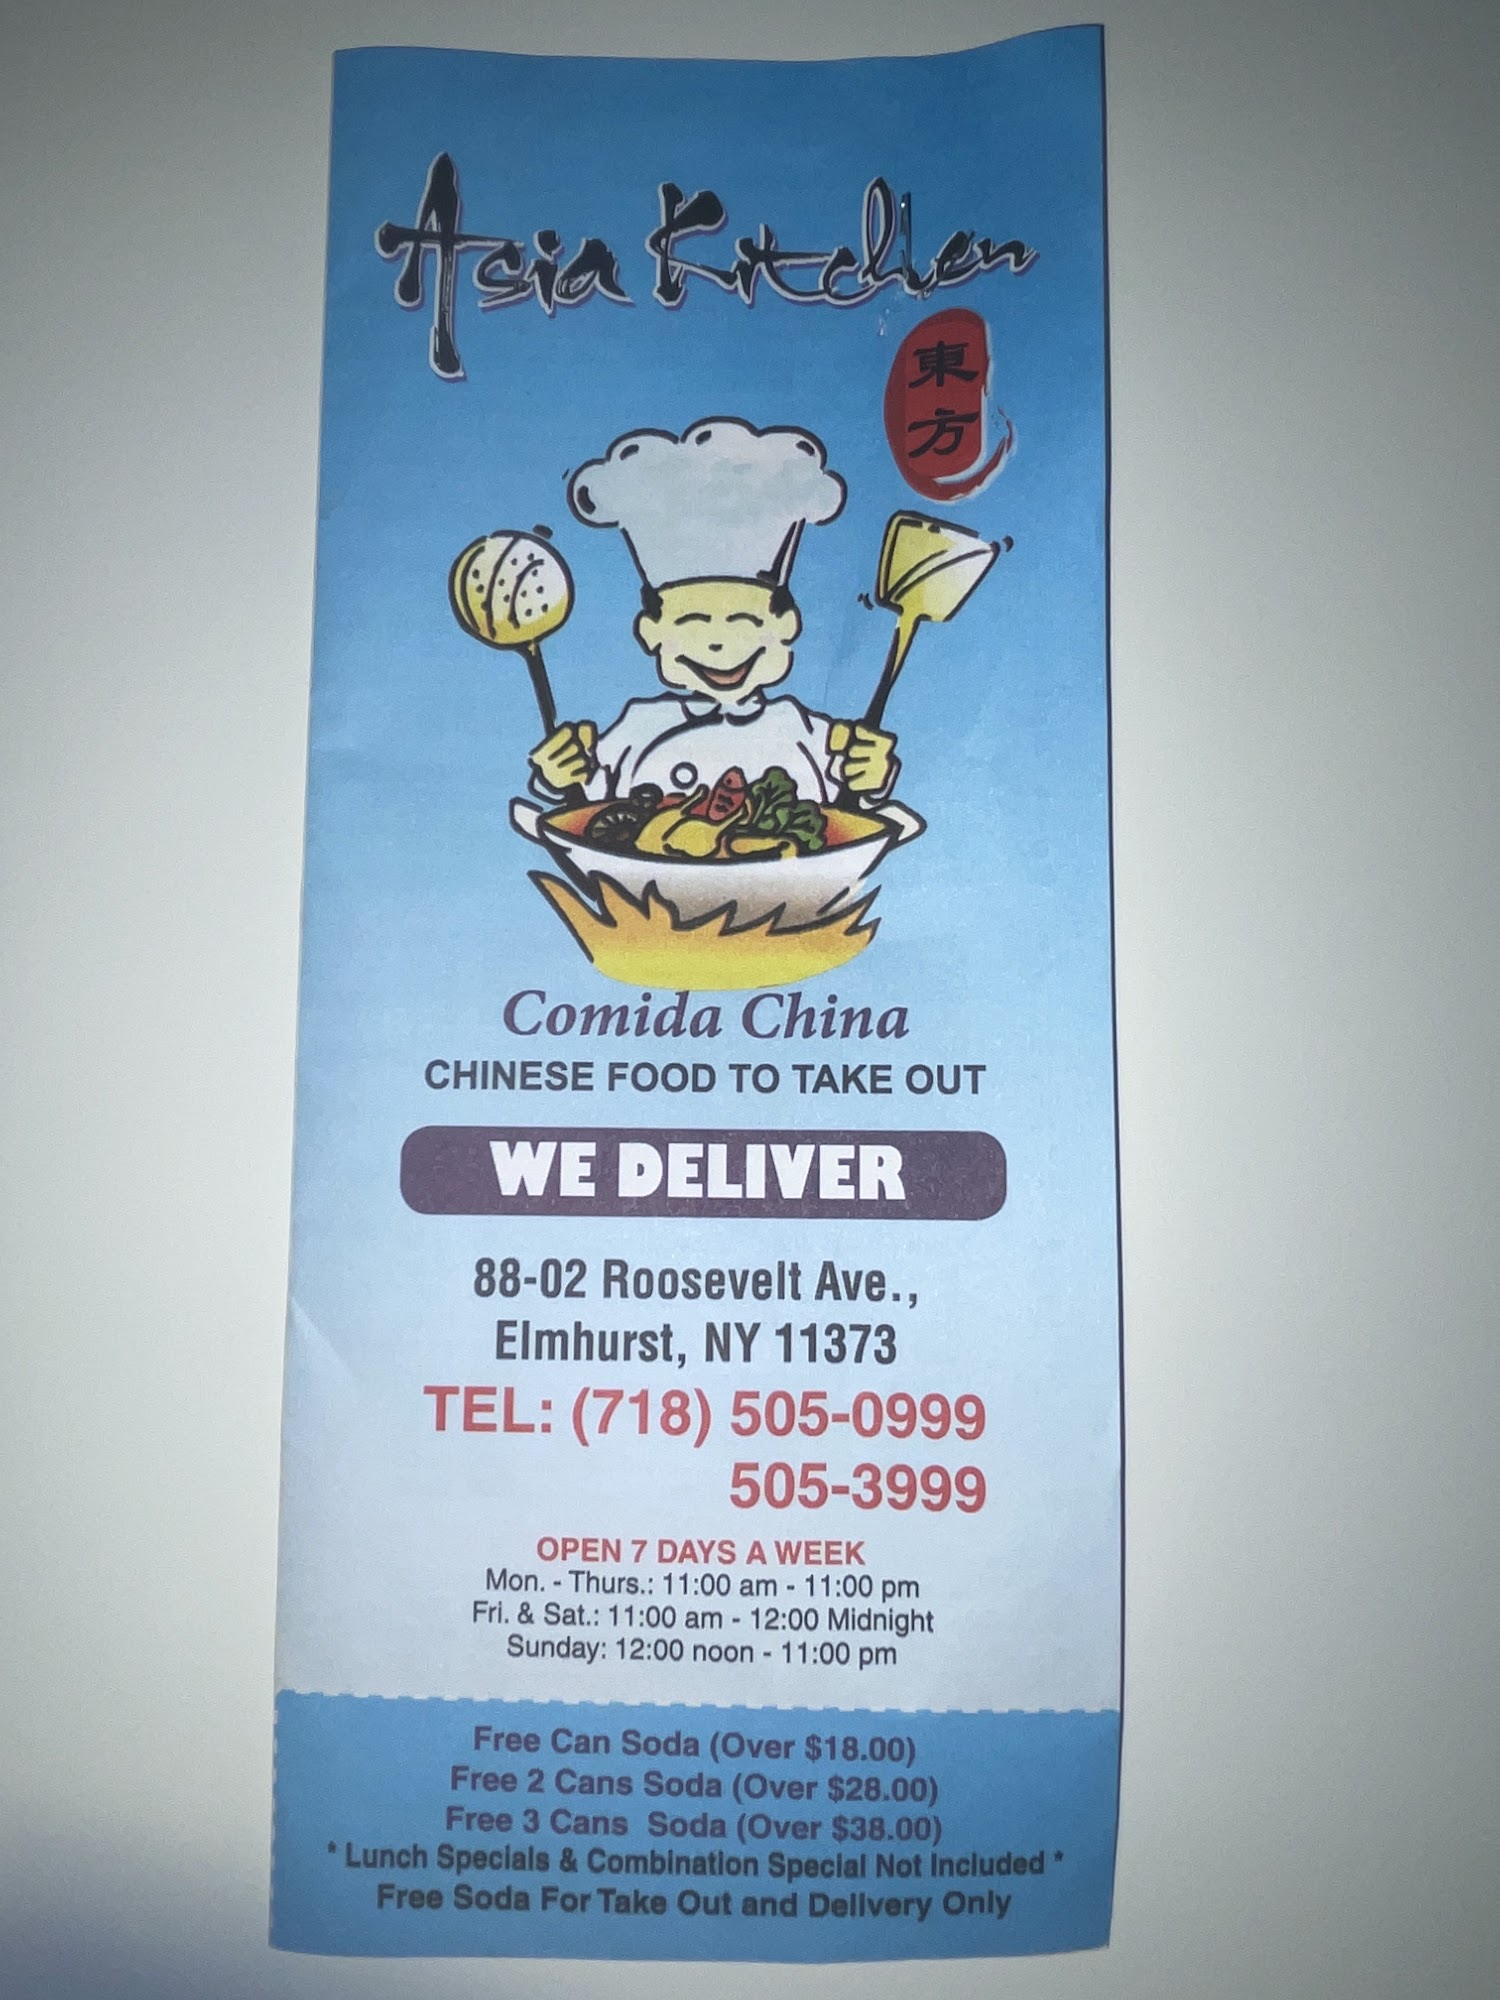 Asia Kitchen
東
方
Comida China
CHINESE FOOD TO TAKE OUT
WE DELIVER
88-02 Roosevelt Ave.,
Elmhurst, NY 11373
TEL: (718) 505-0999
505-3999
OPEN 7 DAYS A WEEK
Mon. - Thurs.: 11:00 am - 11:00 pm
Fri. & Sat.: 11:00 am - 12:00 Midnight
Sunday: 12:00 noon - 11:00 pm
Free Can Soda (Over $18.00)
Free 2 Cans Soda (Over $28.00)
Free 3 Cans Soda (Over $38.00)
* Lunch Specials & Combination Special Not Included *
Free Soda For Take Out and Delivery Only